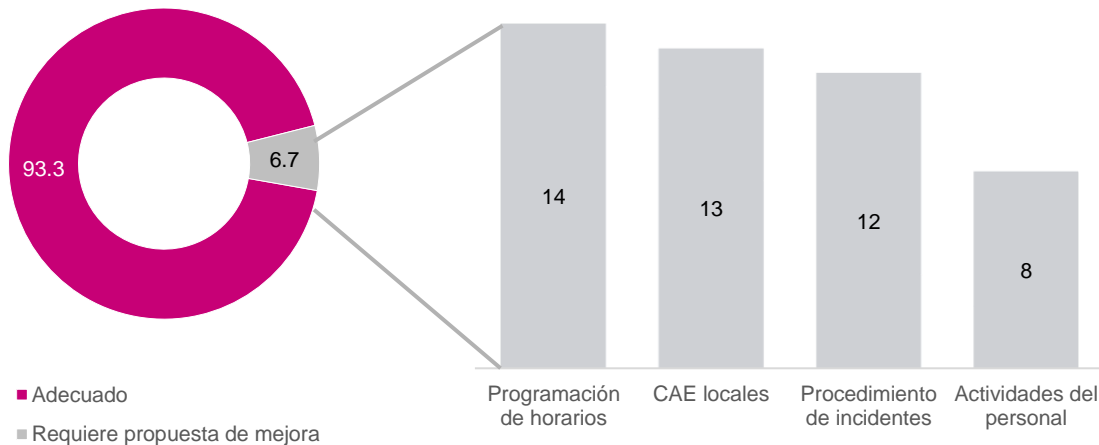 93.3
6.7
14
13
12
8
Programación
de horarios
CAE locales
Procedimiento
de incidentes
Actividades del
personal
Adecuado
Requiere propuesta de mejora